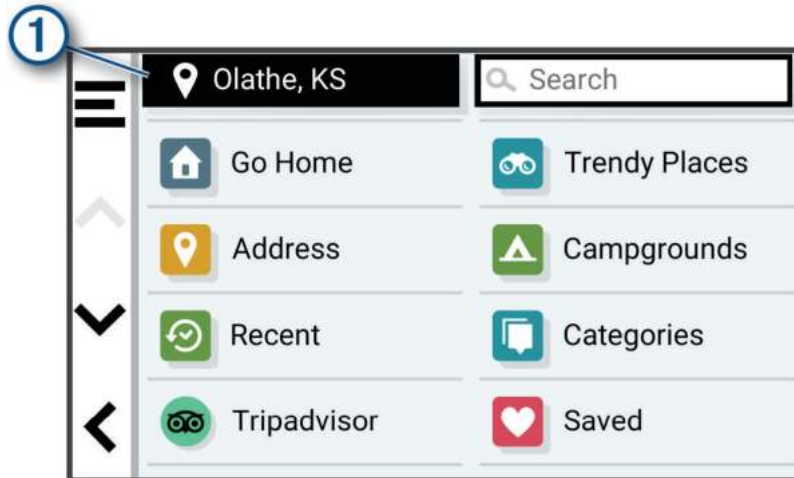 1
Olathe, KS
Search
Go Home
Trendy Places
Address
Campgrounds
Recent
Categories
Tripadvisor
Saved